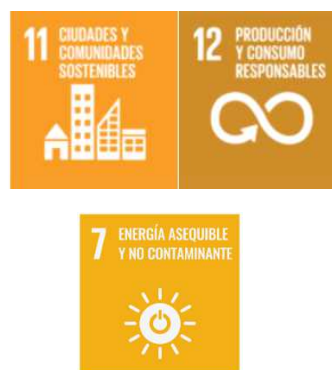 11 CIUDADES Y
COMUNIDADES
SOSTENIBLES
12 PRODUCCIÓN
Y CONSUMO
RESPONSABLES
7 ENERGÍA ASEQUIBLE
Y NO CONTAMINANTE